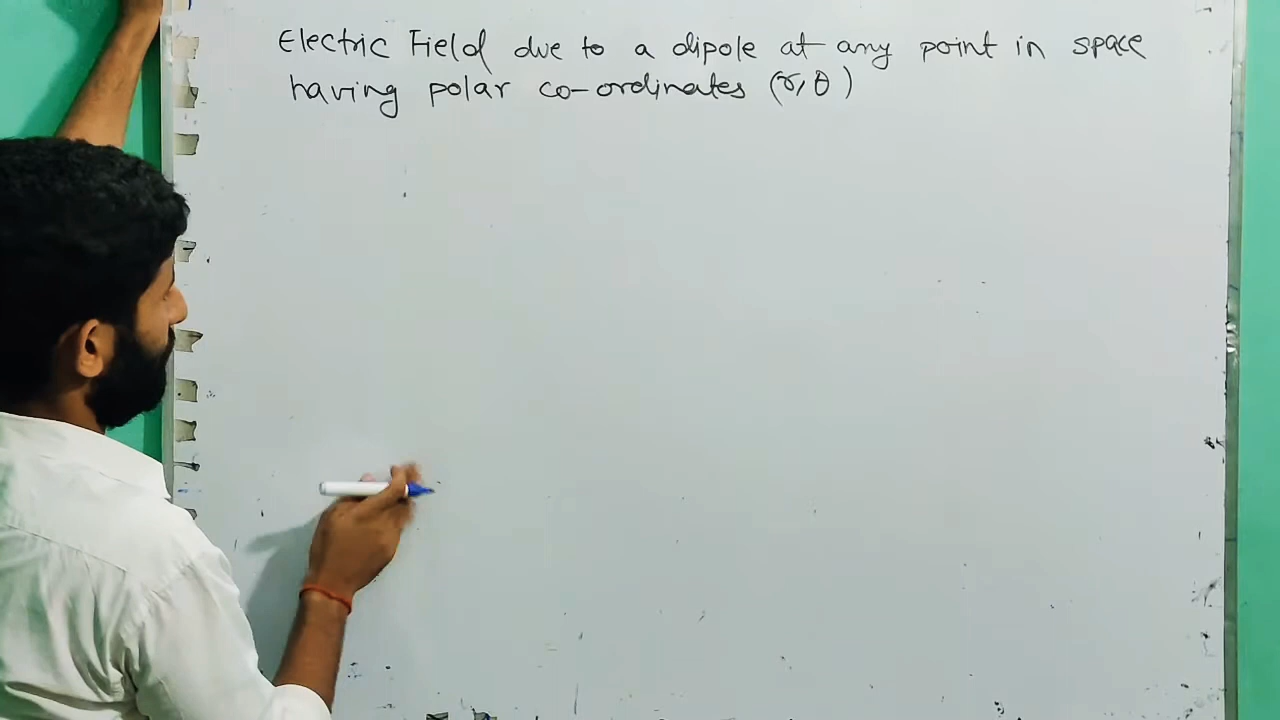 Electric Field due to a dipole at any point in space
having polar co-ordinates (r, θ)